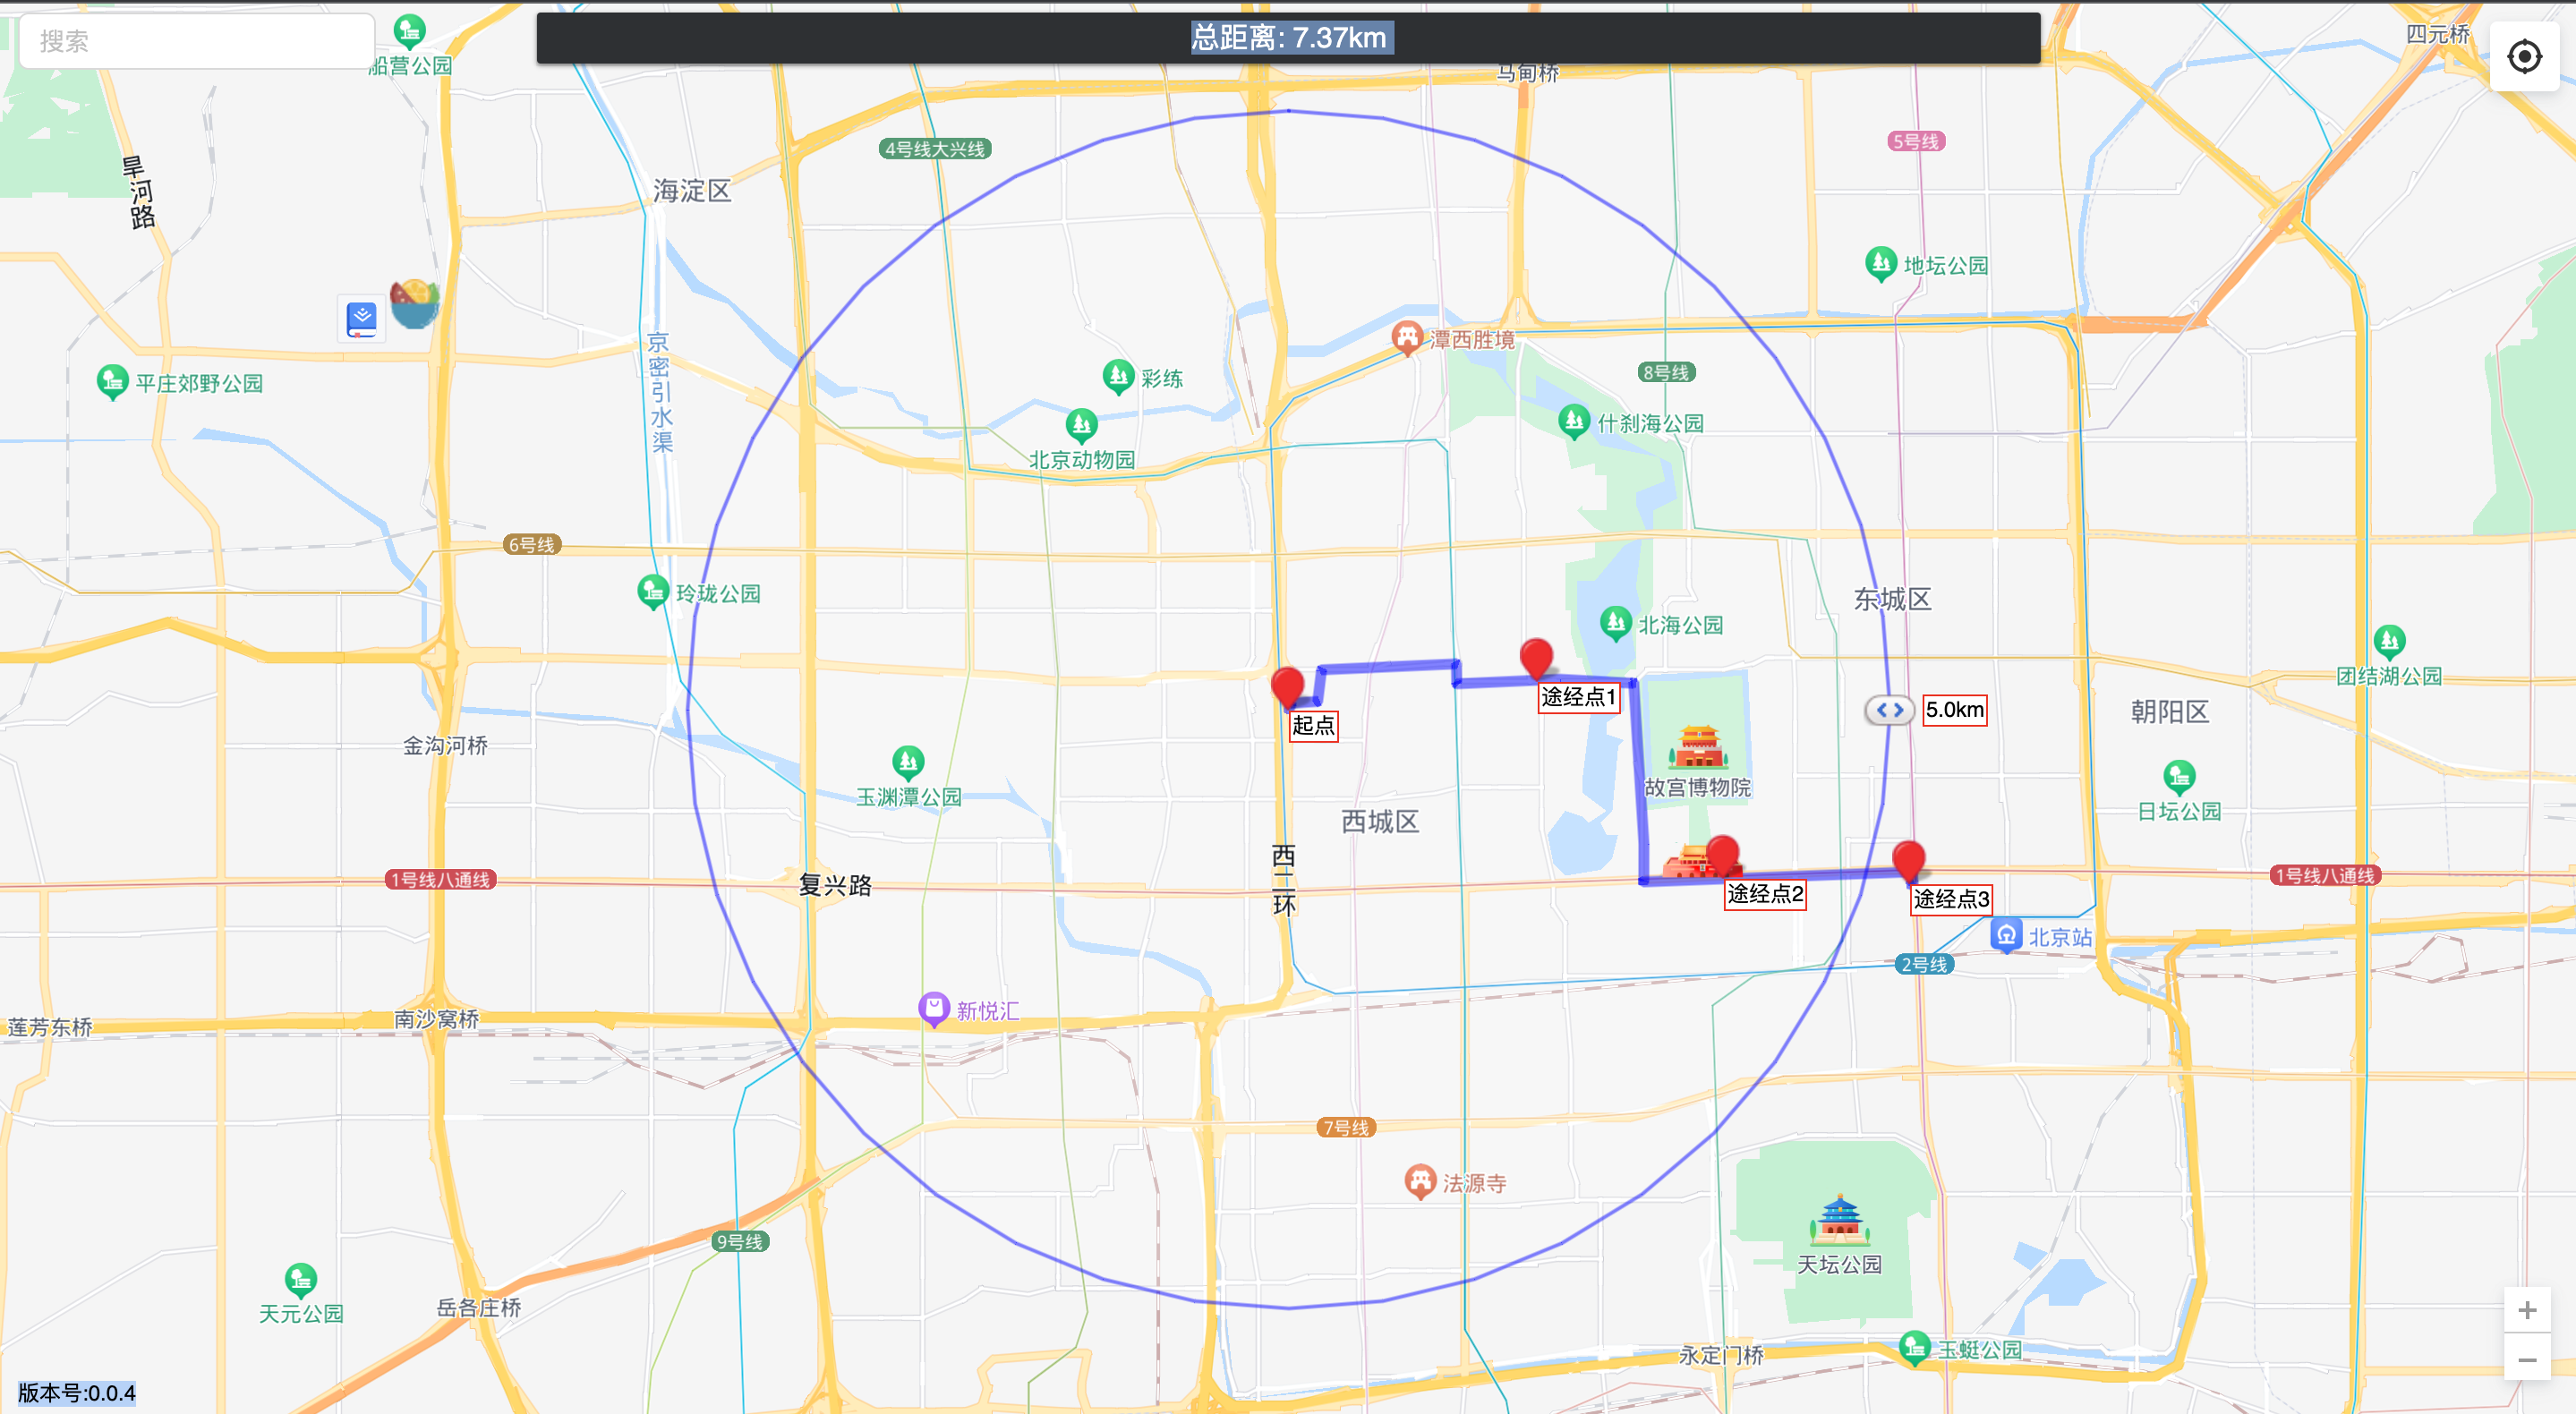 搜索
总距离: 7.37km
四元桥
船营公园
马甸桥
4号线大兴线
5号线
旱河路
海淀区
地坛公园
京密引水渠
潭西胜境
8号线
彩练
平庄郊野公园
什刹海公园
北京动物园
6号线
玲珑公园
东城区
北海公园
团结湖公园
途经点1
5.0km
朝阳区
起点
金沟河桥
故宫博物院
玉渊潭公园
日坛公园
西城区
西二环
1号线八通线
复兴路
1号线八通线
途经点2
途经点3
北京站
2号线
新悦汇
南沙窝桥
莲芳东桥
7号线
法源寺
9号线
天坛公园
天元公园
岳各庄桥
永定门桥
玉蜓公园
版本号:0.0.4